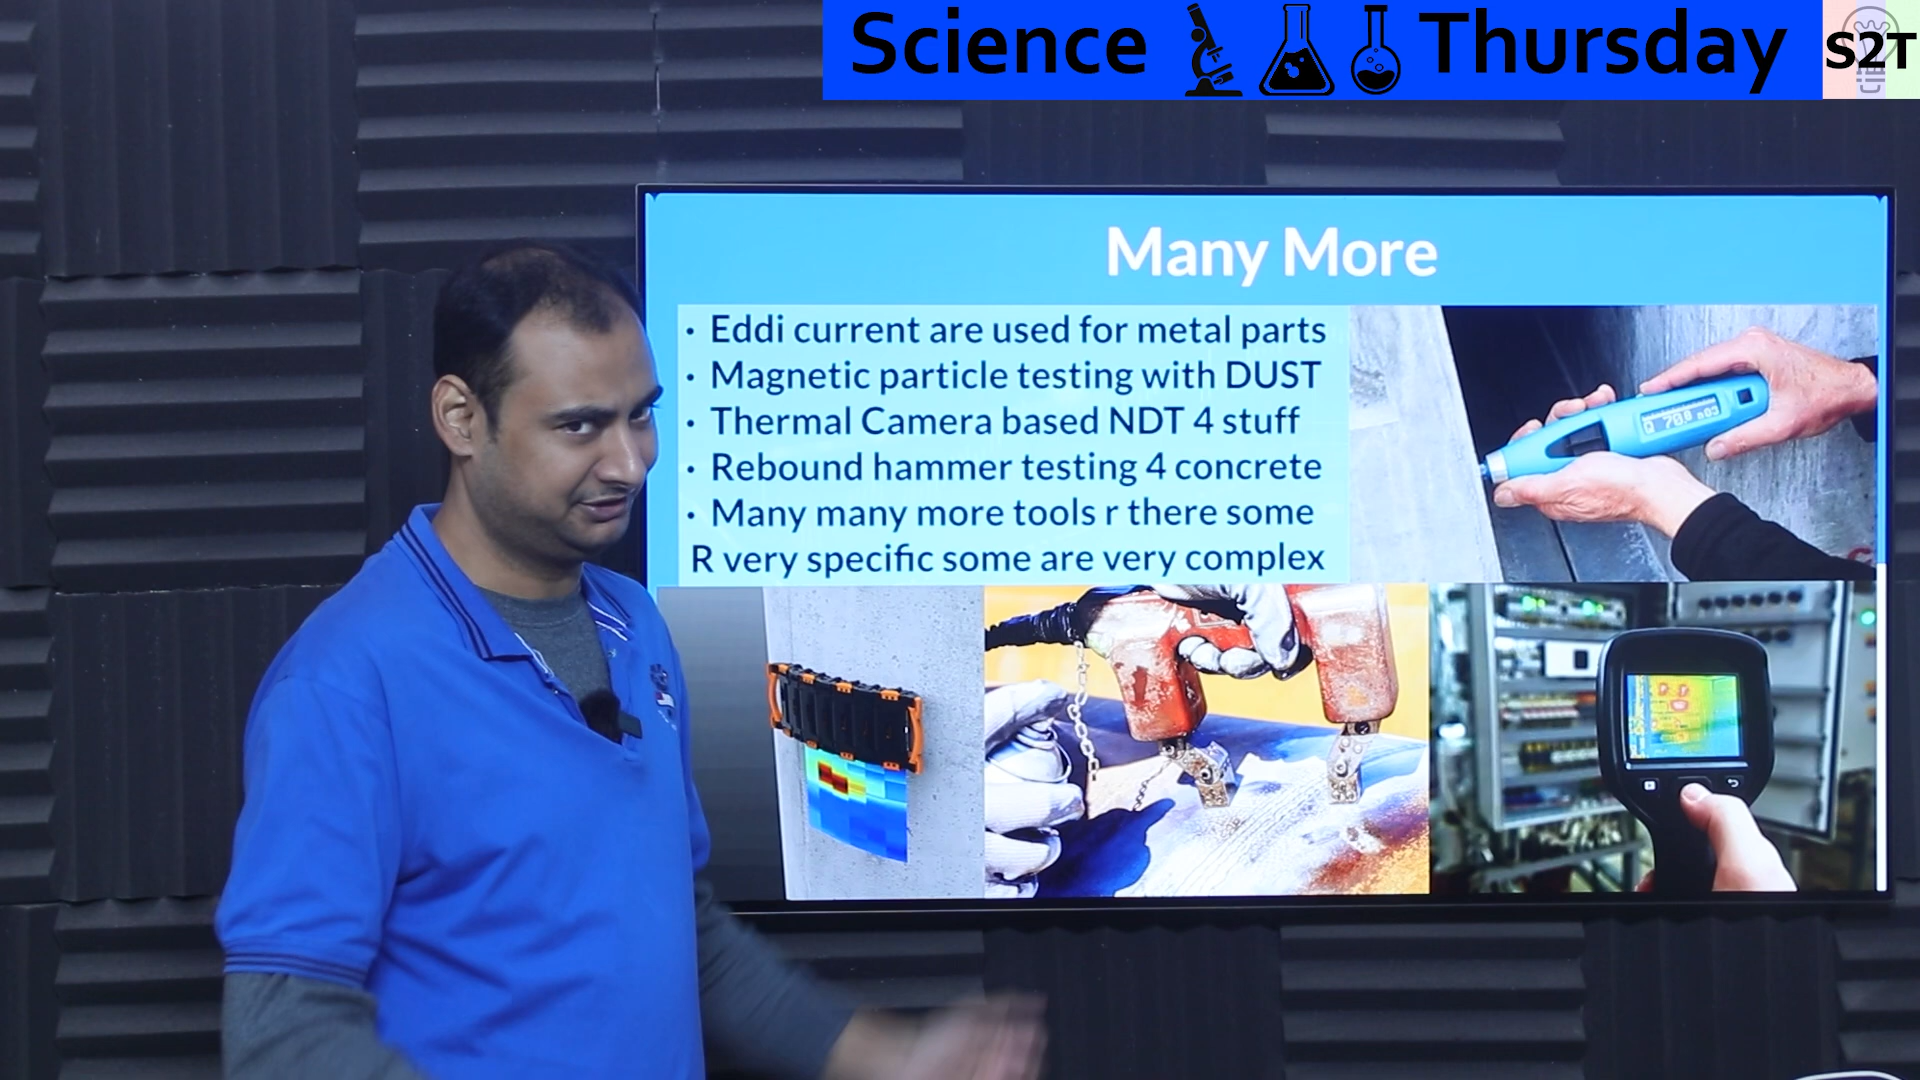 Science Thursday
S2T
Many More
• Eddi current are used for metal parts
• Magnetic particle testing with DUST
• Thermal Camera based NDT 4 stuff
• Rebound hammer testing 4 concrete
• Many many more tools r there some
R very specific some are very complex